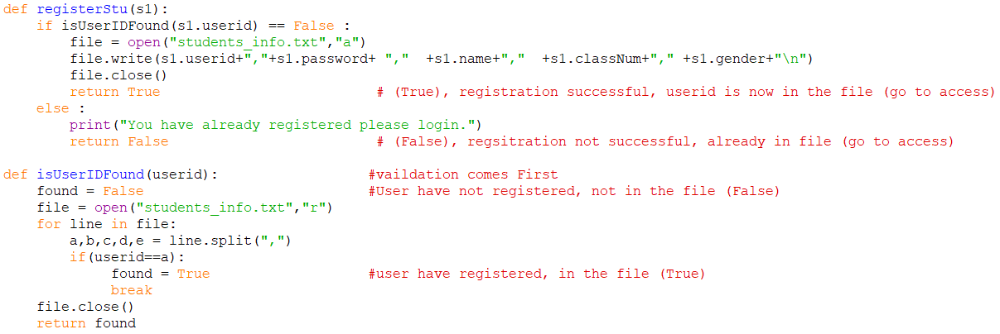 def registerStu(s1):
    if isUserIDFound(s1.userid) == False :
        file = open("students_info.txt","a")
        file.write(s1.userid+","+s1.password+ ","  +s1.name+","  +s1.classNum+"," +s1.gender+"\n")
        file.close()
        return True                          # (True), registration successful, userid is now in the file (go to access)
    else :
        print("You have already registered please login.")
        return False                         # (False), regsitration not successful, already in file (go to access)

def isUserIDFound(userid):                  #vaildation comes First
    found = False                           #User have not registered, not in the file (False)
    file = open("students_info.txt","r")
    for line in file:
        a,b,c,d,e = line.split(",")
        if(userid==a):
             found = True                   #user have registered, in the file (True)
             break
    file.close()
    return found